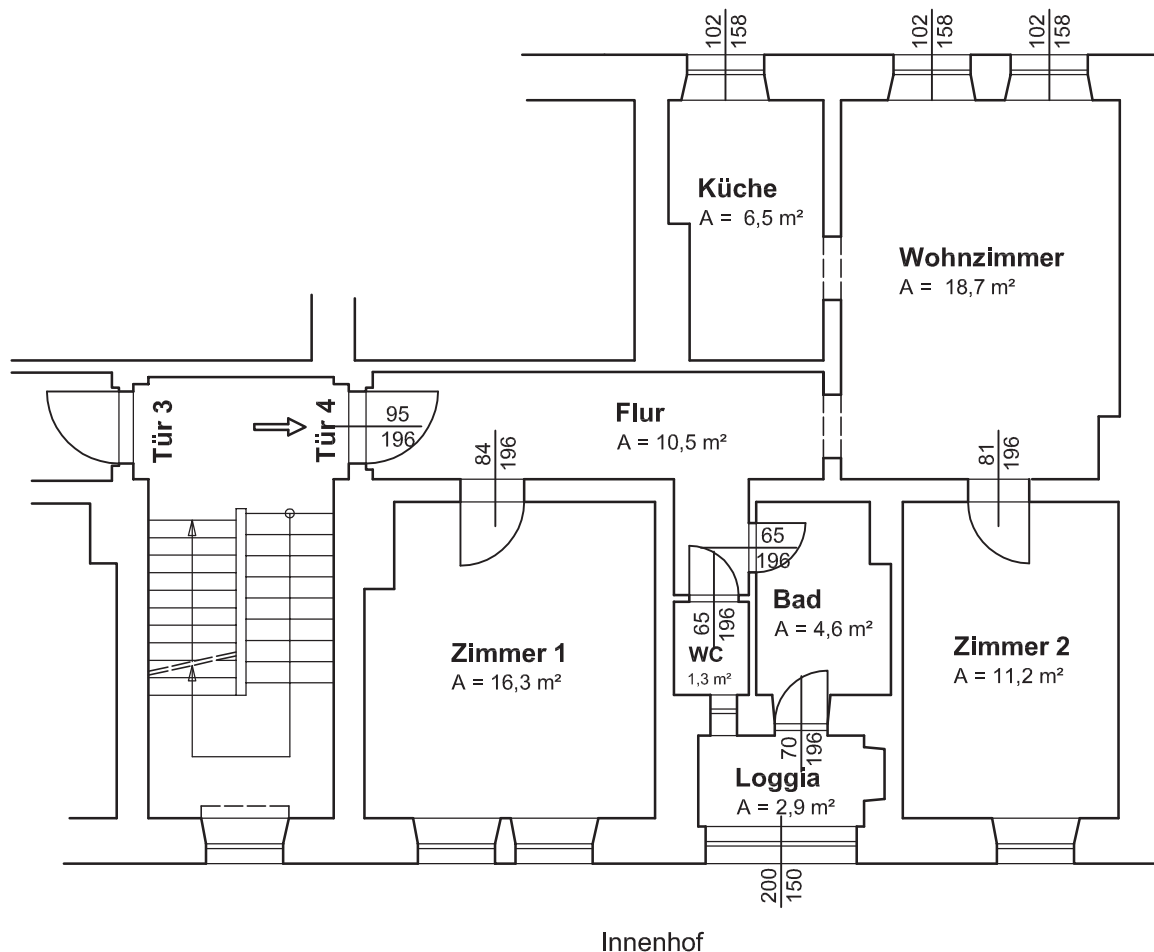 102
158
102
158
102
158
Küche
A = 6,5 m²
Wohnzimmer
A = 18,7 m²
Tür 3
Tür 4
95
196
Flur
A = 10,5 m²
84
196
81
196
65
196
Bad
A = 4,6 m²
65
196
WC
1,3 m²
Zimmer 1
A = 16,3 m²
Zimmer 2
A = 11,2 m²
70
196
Loggia
A = 2,9 m²
200
150
Innenhof